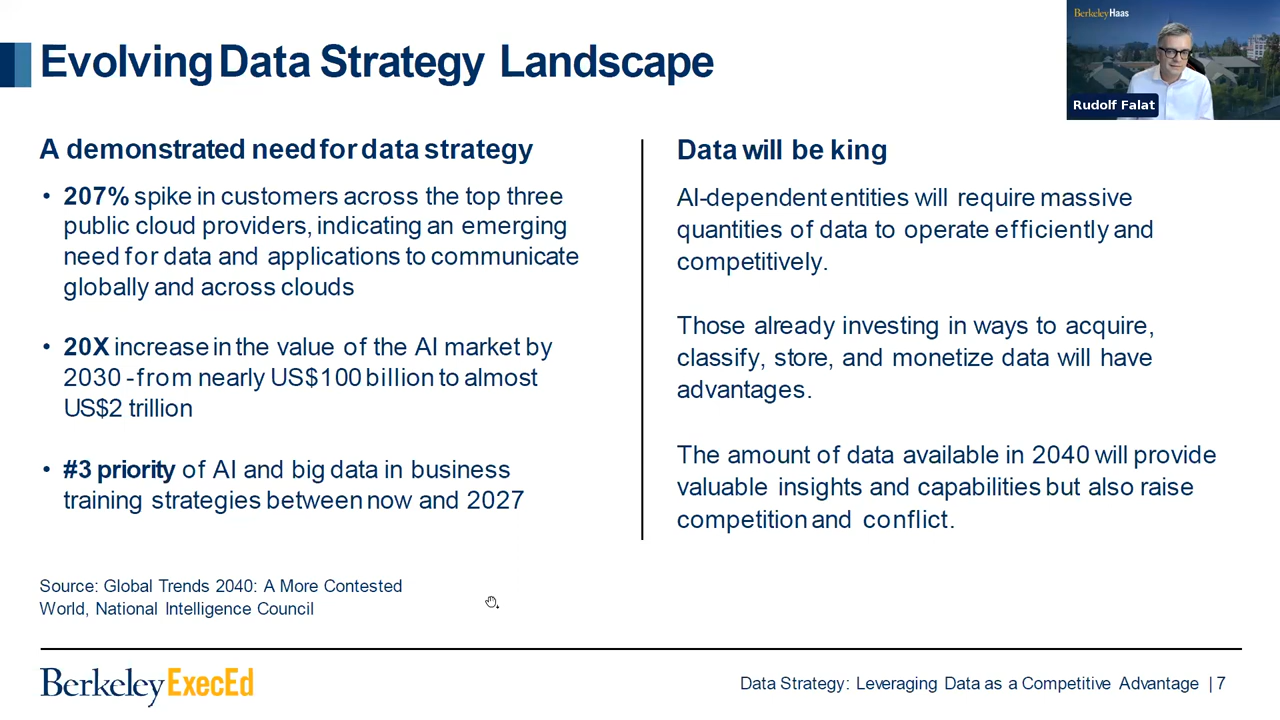 Evolving Data Strategy Landscape
BerkeleyHaas
Rudolf Falat
A demonstrated need for data strategy
• 207% spike in customers across the top three
public cloud providers, indicating an emerging
need for data and applications to communicate
globally and across clouds
• 20X increase in the value of the AI market by
2030 - from nearly US$100 billion to almost
US$2 trillion
• #3 priority of AI and big data in business
training strategies between now and 2027
Source: Global Trends 2040: A More Contested
World, National Intelligence Council
Data will be king
AI-dependent entities will require massive
quantities of data to operate efficiently and
competitively.
Those already investing in ways to acquire,
classify, store, and monetize data will have
advantages.
The amount of data available in 2040 will provide
valuable insights and capabilities but also raise
competition and conflict.
Berkeley ExecEd
Data Strategy: Leveraging Data as a Competitive Advantage | 7